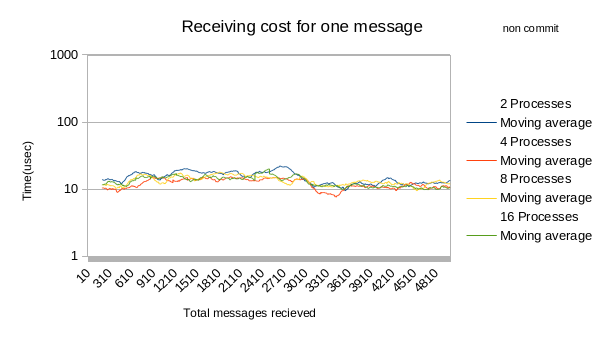 Receiving cost for one message
non commit
1000
100
10
1
Time(usec)
10
310
610
910
1210
1510
1810
2110
2410
2710
3010
3310
3610
3910
4210
4510
4810
Total messages recieved
2 Processes
Moving average
4 Processes
Moving average
8 Processes
Moving average
16 Processes
Moving average